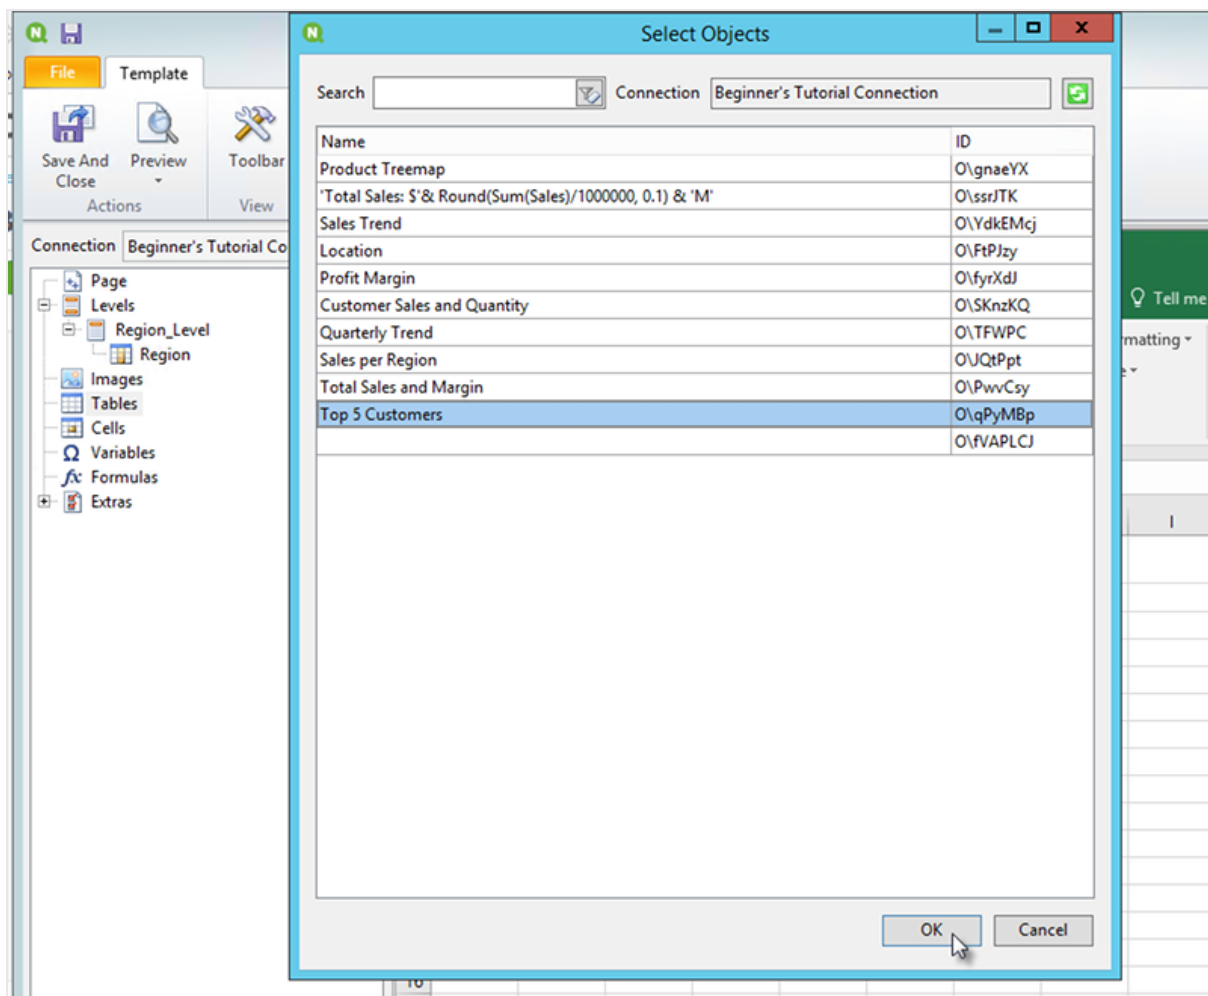 Select Objects
File
Template
Save And
Close
Preview
Toolbar
Actions
View
Connection Beginner's Tutorial Co
Page
Levels
Region_Level
Region
Images
Tables
Cells
Variables
Formulas
Extras
Search
Connection Beginner's Tutorial Connection
Name ID
Product Treemap O\gnaeYX
'Total Sales: $'& Round(Sum(Sales)/1000000, 0.1) & 'M' O\ssrJTK
Sales Trend O\YdkEMcj
Location O\FtPJzy
Profit Margin O\fyrXdJ
Customer Sales and Quantity O\SKnzKQ
Quarterly Trend O\TFWPC
Sales per Region O\JQtPpt
Total Sales and Margin O\PwvCsy
Top 5 Customers O\qPyMBp
O\fVAPLCJ
OK
Cancel
Tell me
rmatting
I